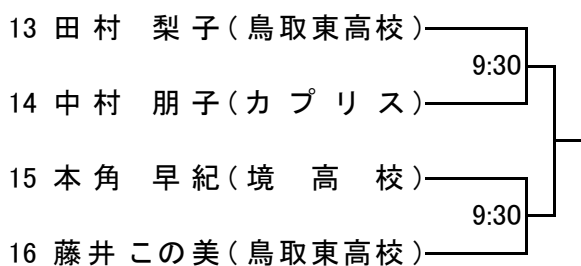 13 田村 梨子(鳥取東高校)
9:30
14 中村 朋子(カプリス)
15 本角 早紀(境高校)
9:30
16 藤井 この美(鳥取東高校)